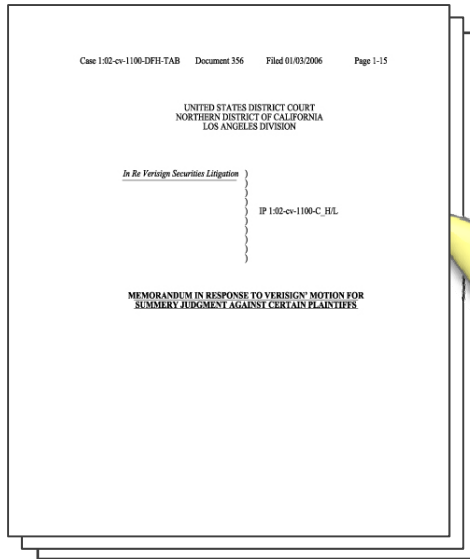 Case 1:02-cv-1100-DFH-TAB Document 356 Filed 01/03/2006 Page 1-15
UNITED STATES DISTRICT COURT
NORTHERN DISTRICT OF CALIFORNIA
LOS ANGELES DIVISION
In Re Verisign Securities Litigation )
)
)
)
IP 1:02-cv-1100-C_H/L
)
)
)
)
)
MEMORANDUM IN RESPONSE TO VERISIGN' MOTION FOR
SUMMERY JUDGMENT AGAINST CERTAIN PLAINTIFFS